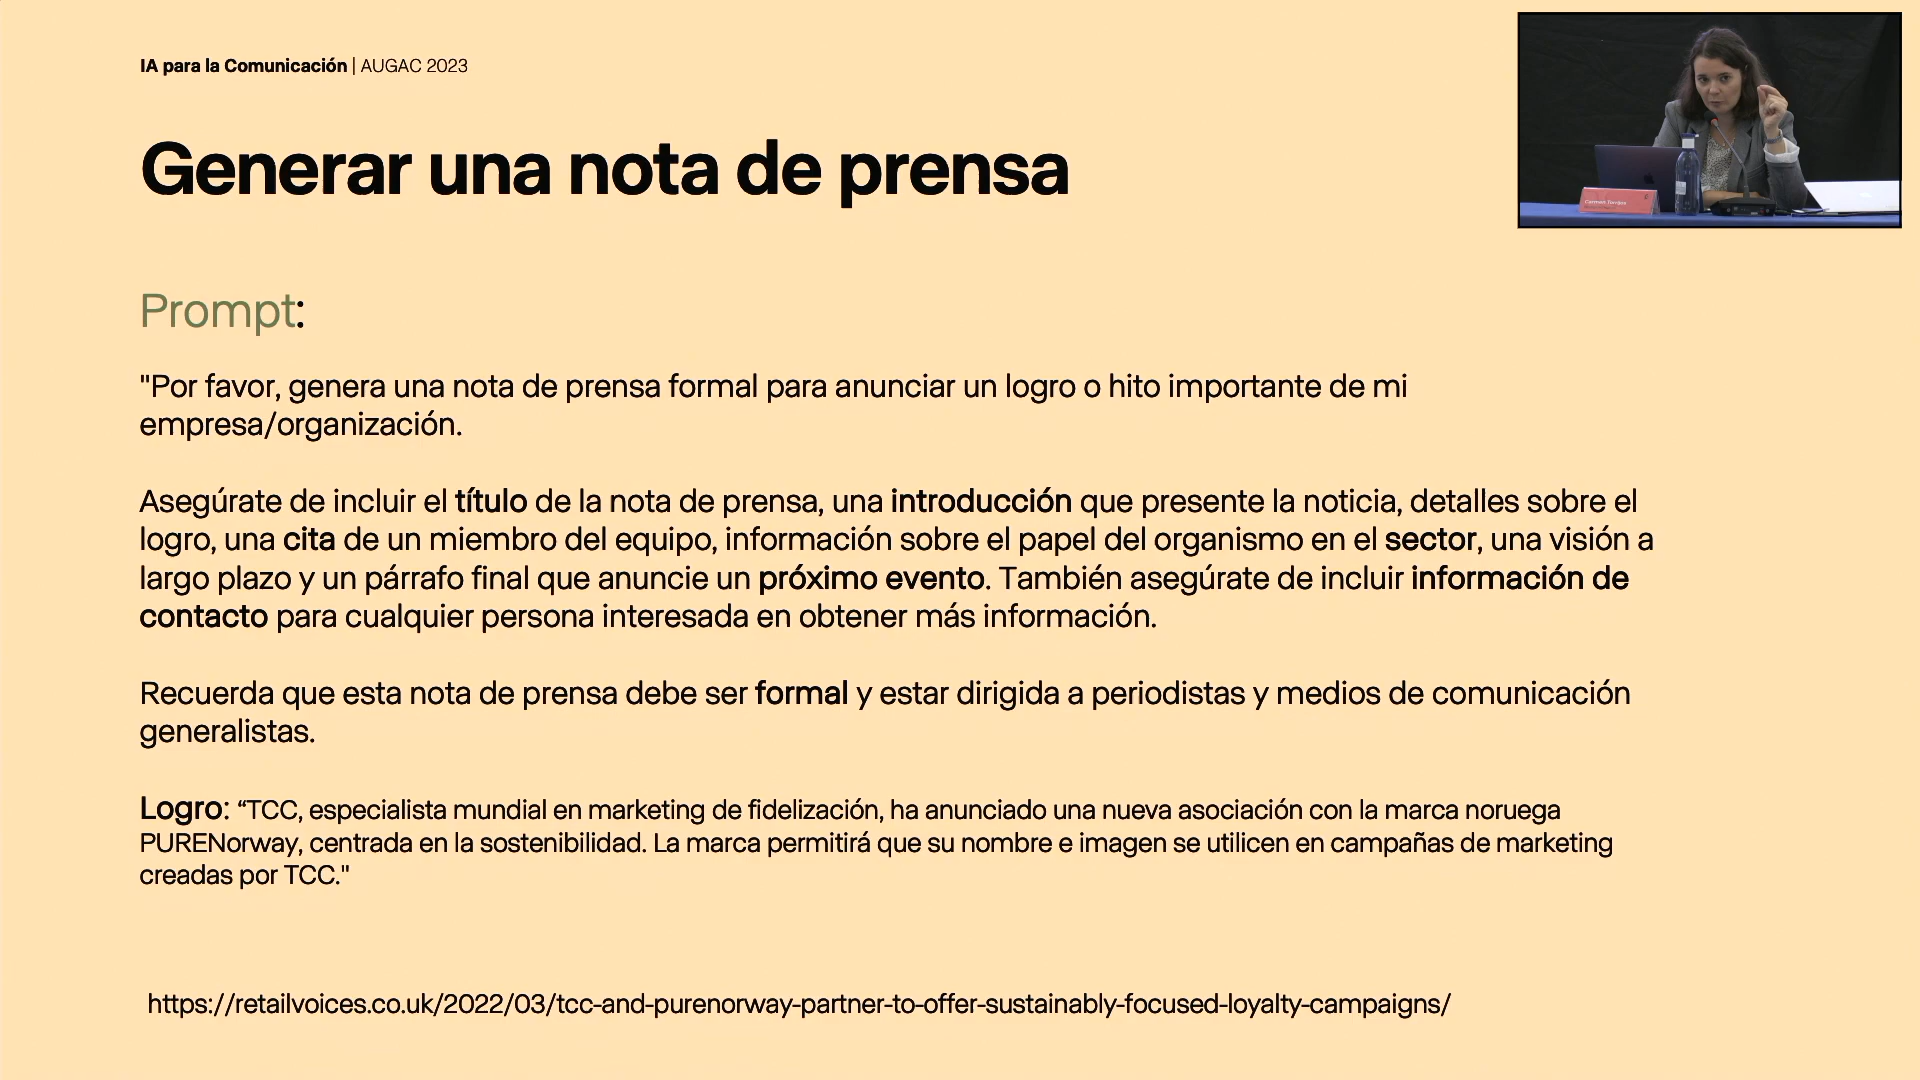 IA para la Comunicación | AUGAC 2023
Generar una nota de prensa
Prompt:
"Por favor, genera una nota de prensa formal para anunciar un logro o hito importante de mi
empresa/organización.
Asegúrate de incluir el título de la nota de prensa, una introducción que presente la noticia, detalles sobre el
logro, una cita de un miembro del equipo, información sobre el papel del organismo en el sector, una visión a
largo plazo y un párrafo final que anuncie un próximo evento. También asegúrate de incluir información de
contacto para cualquier persona interesada en obtener más información.
Recuerda que esta nota de prensa debe ser formal y estar dirigida a periodistas y medios de comunicación
generalistas.
Logro: “TCC, especialista mundial en marketing de fidelización, ha anunciado una nueva asociación con la marca noruega
PURENorway, centrada en la sostenibilidad. La marca permitirá que su nombre e imagen se utilicen en campañas de marketing
creadas por TCC."
https://retailvoices.co.uk/2022/03/tcc-and-purenorway-partner-to-offer-sustainably-focused-loyalty-campaigns/